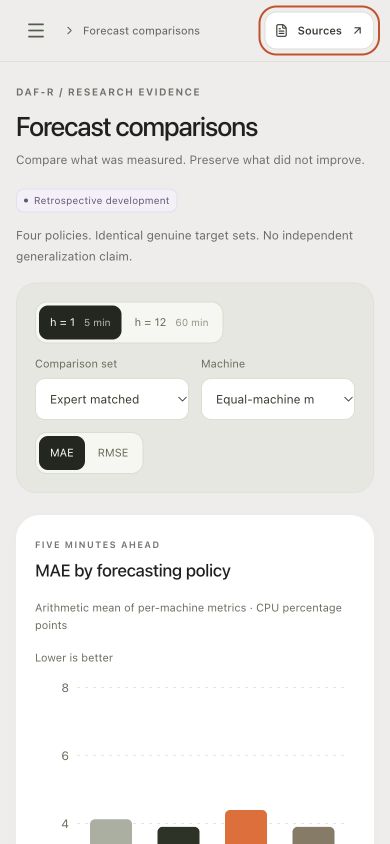 Forecast comparisons
Sources
DAF-R / RESEARCH EVIDENCE
Forecast comparisons
Compare what was measured. Preserve what did not improve.
Retrospective development
Four policies. Identical genuine target sets. No independent
generalization claim.
h = 1 5 min h = 12 60 min
Comparison set Machine
Expert matched Equal-machine m
MAE RMSE
FIVE MINUTES AHEAD
MAE by forecasting policy
Arithmetic mean of per-machine metrics · CPU percentage
points
Lower is better
8
6
4